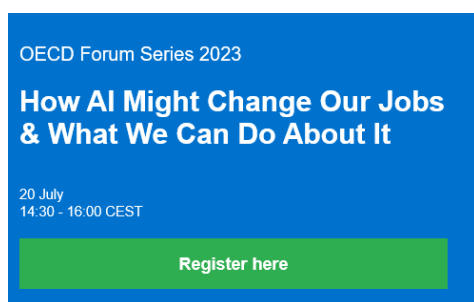 OECD Forum Series 2023
How AI Might Change Our Jobs
& What We Can Do About It
20 July
14:30 - 16:00 CEST
Register here